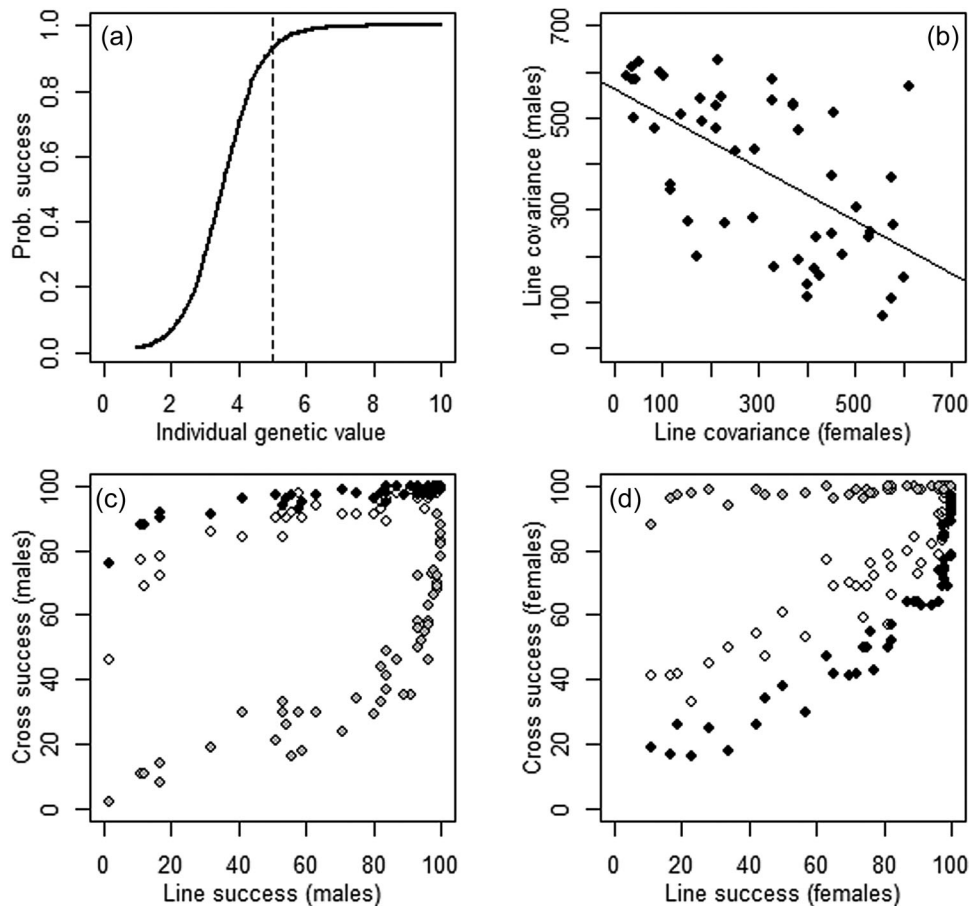 (a)
Prob. success
1.0
0.8
0.6
0.4
0.2
0.0
0 2 4 6 8 10
Individual genetic value
(b)
Line covariance (males)
700
500
300
100
0
0 100 300 500 700
Line covariance (females)
(c)
Cross success (males)
100
80
60
40
20
0
0 20 40 60 80 100
Line success (males)
(d)
Cross success (females)
100
80
60
40
20
0
0 20 40 60 80 100
Line success (females)